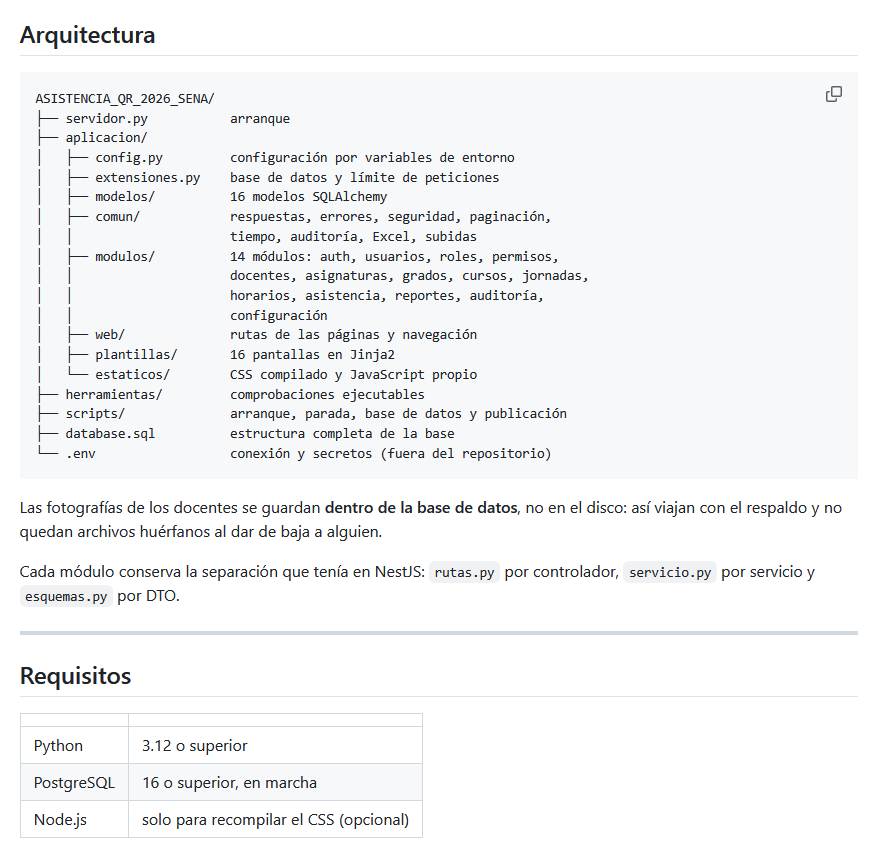 Arquitectura
ASISTENCIA_QR_2026_SENA/
├── servidor.py          arranque
├── aplicacion/
│   ├── config.py        configuración por variables de entorno
│   ├── extensiones.py   base de datos y límite de peticiones
│   ├── modelos/         16 modelos SQLAlchemy
│   ├── comun/           respuestas, errores, seguridad, paginación,
│   │                    tiempo, auditoría, Excel, subidas
│   ├── modulos/         14 módulos: auth, usuarios, roles, permisos,
│   │                    docentes, asignaturas, grados, cursos, jornadas,
│   │                    horarios, asistencia, reportes, auditoría,
│   │                    configuración
│   ├── web/             rutas de las páginas y navegación
│   ├── plantillas/      16 pantallas en Jinja2
│   └── estaticos/       CSS compilado y JavaScript propio
├── herramientas/        comprobaciones ejecutables
├── scripts/             arranque, parada, base de datos y publicación
├── database.sql         estructura completa de la base
└── .env                 conexión y secretos (fuera del repositorio)
Las fotografías de los docentes se guardan dentro de la base de datos, no en el disco: así viajan con el respaldo y no
quedan archivos huérfanos al dar de baja a alguien.
Cada módulo conserva la separación que tenía en NestJS: rutas.py por controlador, servicio.py por servicio y
esquemas.py por DTO.
Requisitos
Python 3.12 o superior
PostgreSQL 16 o superior, en marcha
Node.js solo para recompilar el CSS (opcional)